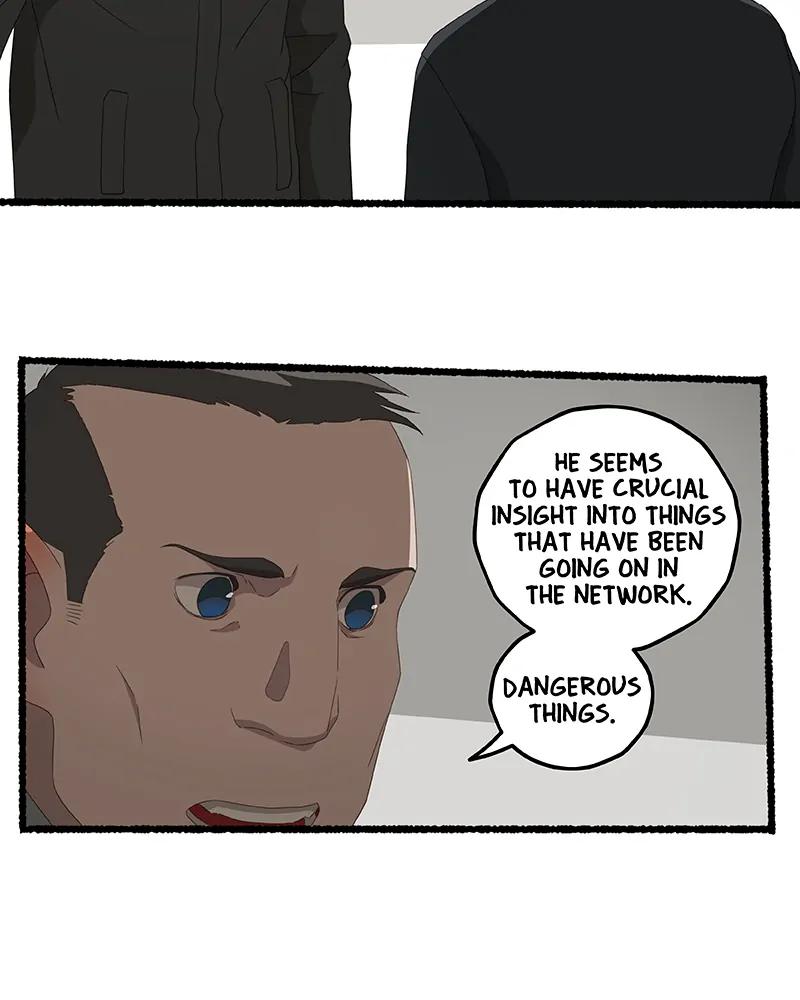 HE SEEMS
TO HAVE CRUCIAL
INSIGHT INTO THINGS
THAT HAVE BEEN
GOING ON IN
THE NETWORK.
DANGEROUS
THINGS.